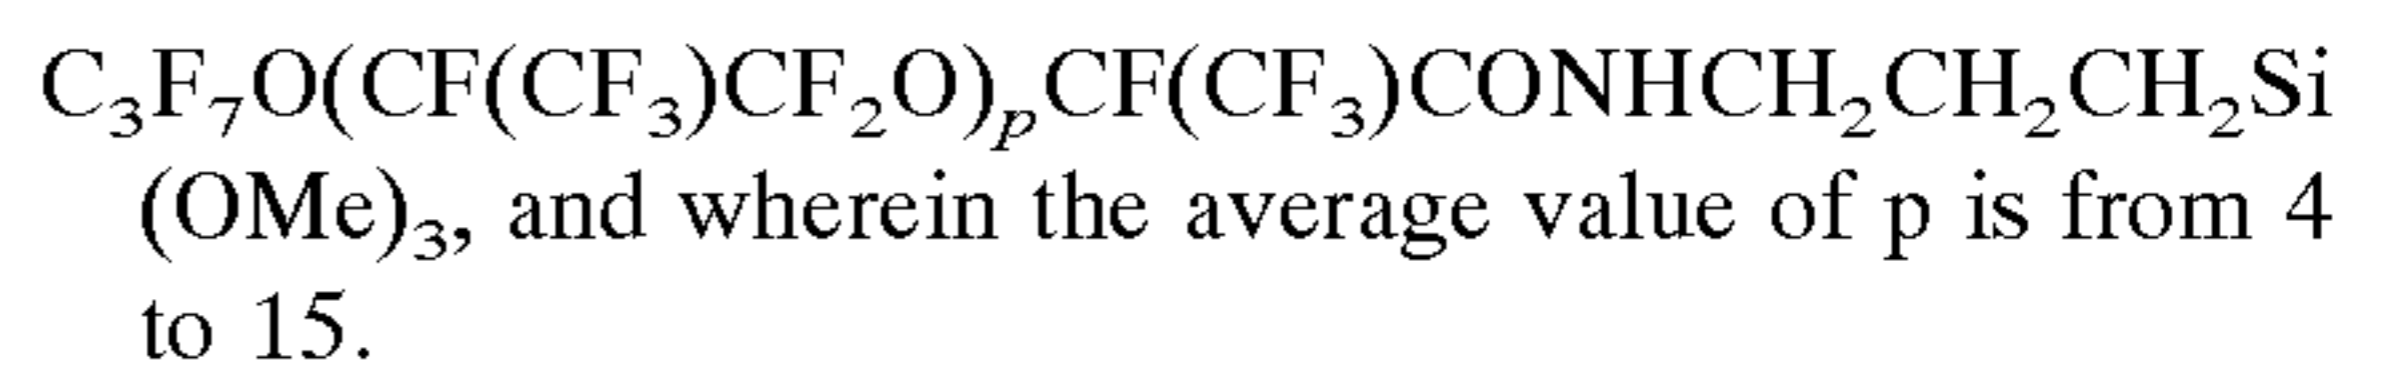 C₃F₇O(CF(CF₃)CF₂O)ₚCF(CF₃)CONHCH₂CH₂CH₂Si
(OMe)₃, and wherein the average value of p is from 4
to 15.